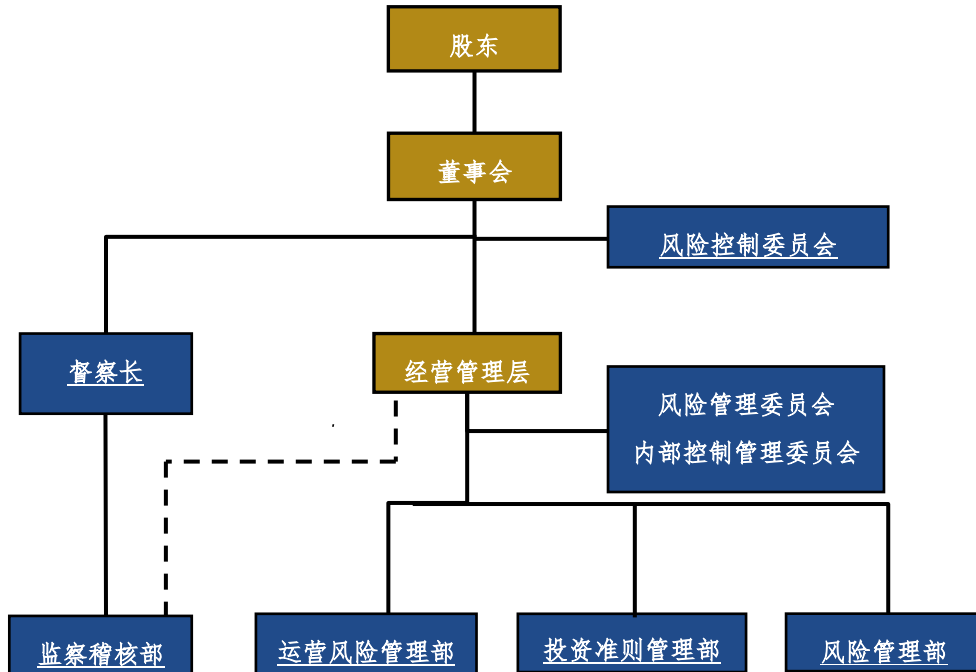 股东
董事会
风险控制委员会
督察长
经营管理层
风险管理委员会
内部控制管理委员会
监察稽核部
运营风险管理部
投资准则管理部
风险管理部